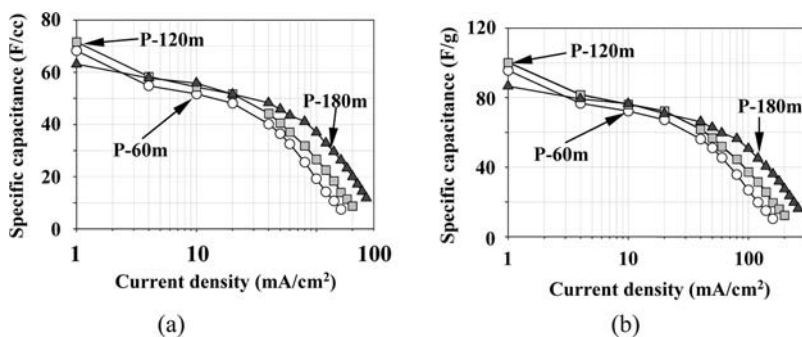 Specific capacitance (F/cc)
80
60
40
20
0
P-120m
P-180m
P-60m
1
10
100
Current density (mA/cm²)
(a)
Specific capacitance (F/g)
120
80
40
0
P-120m
P-180m
P-60m
1
10
100
Current density (mA/cm²)
(b)